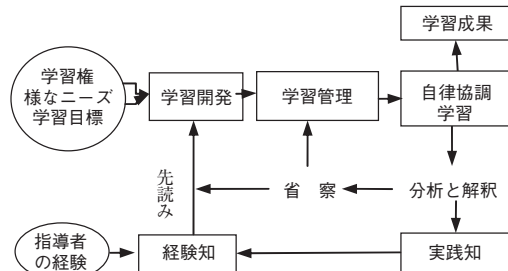 学習成果
学習権
様なニーズ
学習目標
学習開発
学習管理
自律協調
学習
先読み
省 察
分析と解釈
指導者
の経験
経験知
実践知